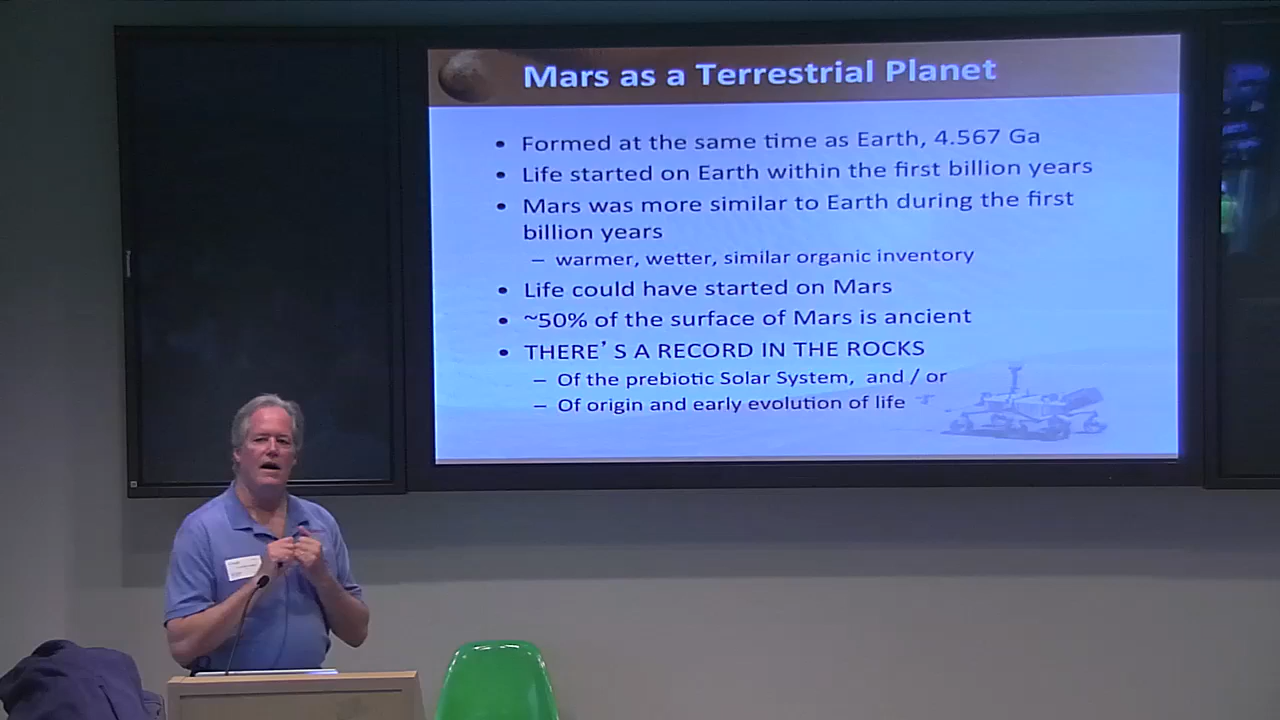 Mars as a Terrestrial Planet
• Formed at the same time as Earth, 4.567 Ga
• Life started on Earth within the first billion years
• Mars was more similar to Earth during the first
billion years
– warmer, wetter, similar organic inventory
• Life could have started on Mars
• ~50% of the surface of Mars is ancient
• THERE’S A RECORD IN THE ROCKS
– Of the prebiotic Solar System, and / or
– Of origin and early evolution of life